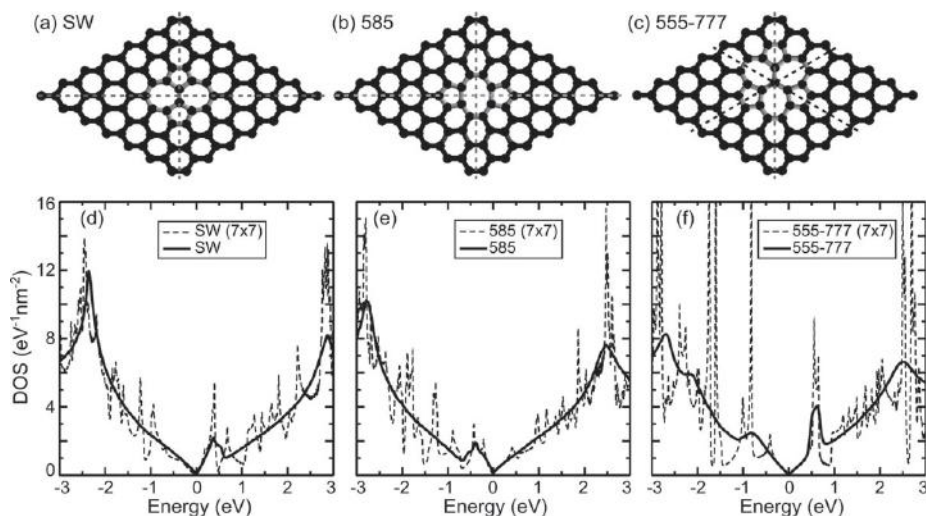 (a) SW (b) 585 (c) 555-777
16
12
8
4
0
DOS (eV⁻¹nm⁻²)
(d)
SW (7x7)
SW
-3 -2 -1 0 1 2 3
Energy (eV)
(e)
585 (7x7)
585
-3 -2 -1 0 1 2 3
Energy (eV)
(f)
555-777 (7x7)
555-777
-3 -2 -1 0 1 2 3
Energy (eV)